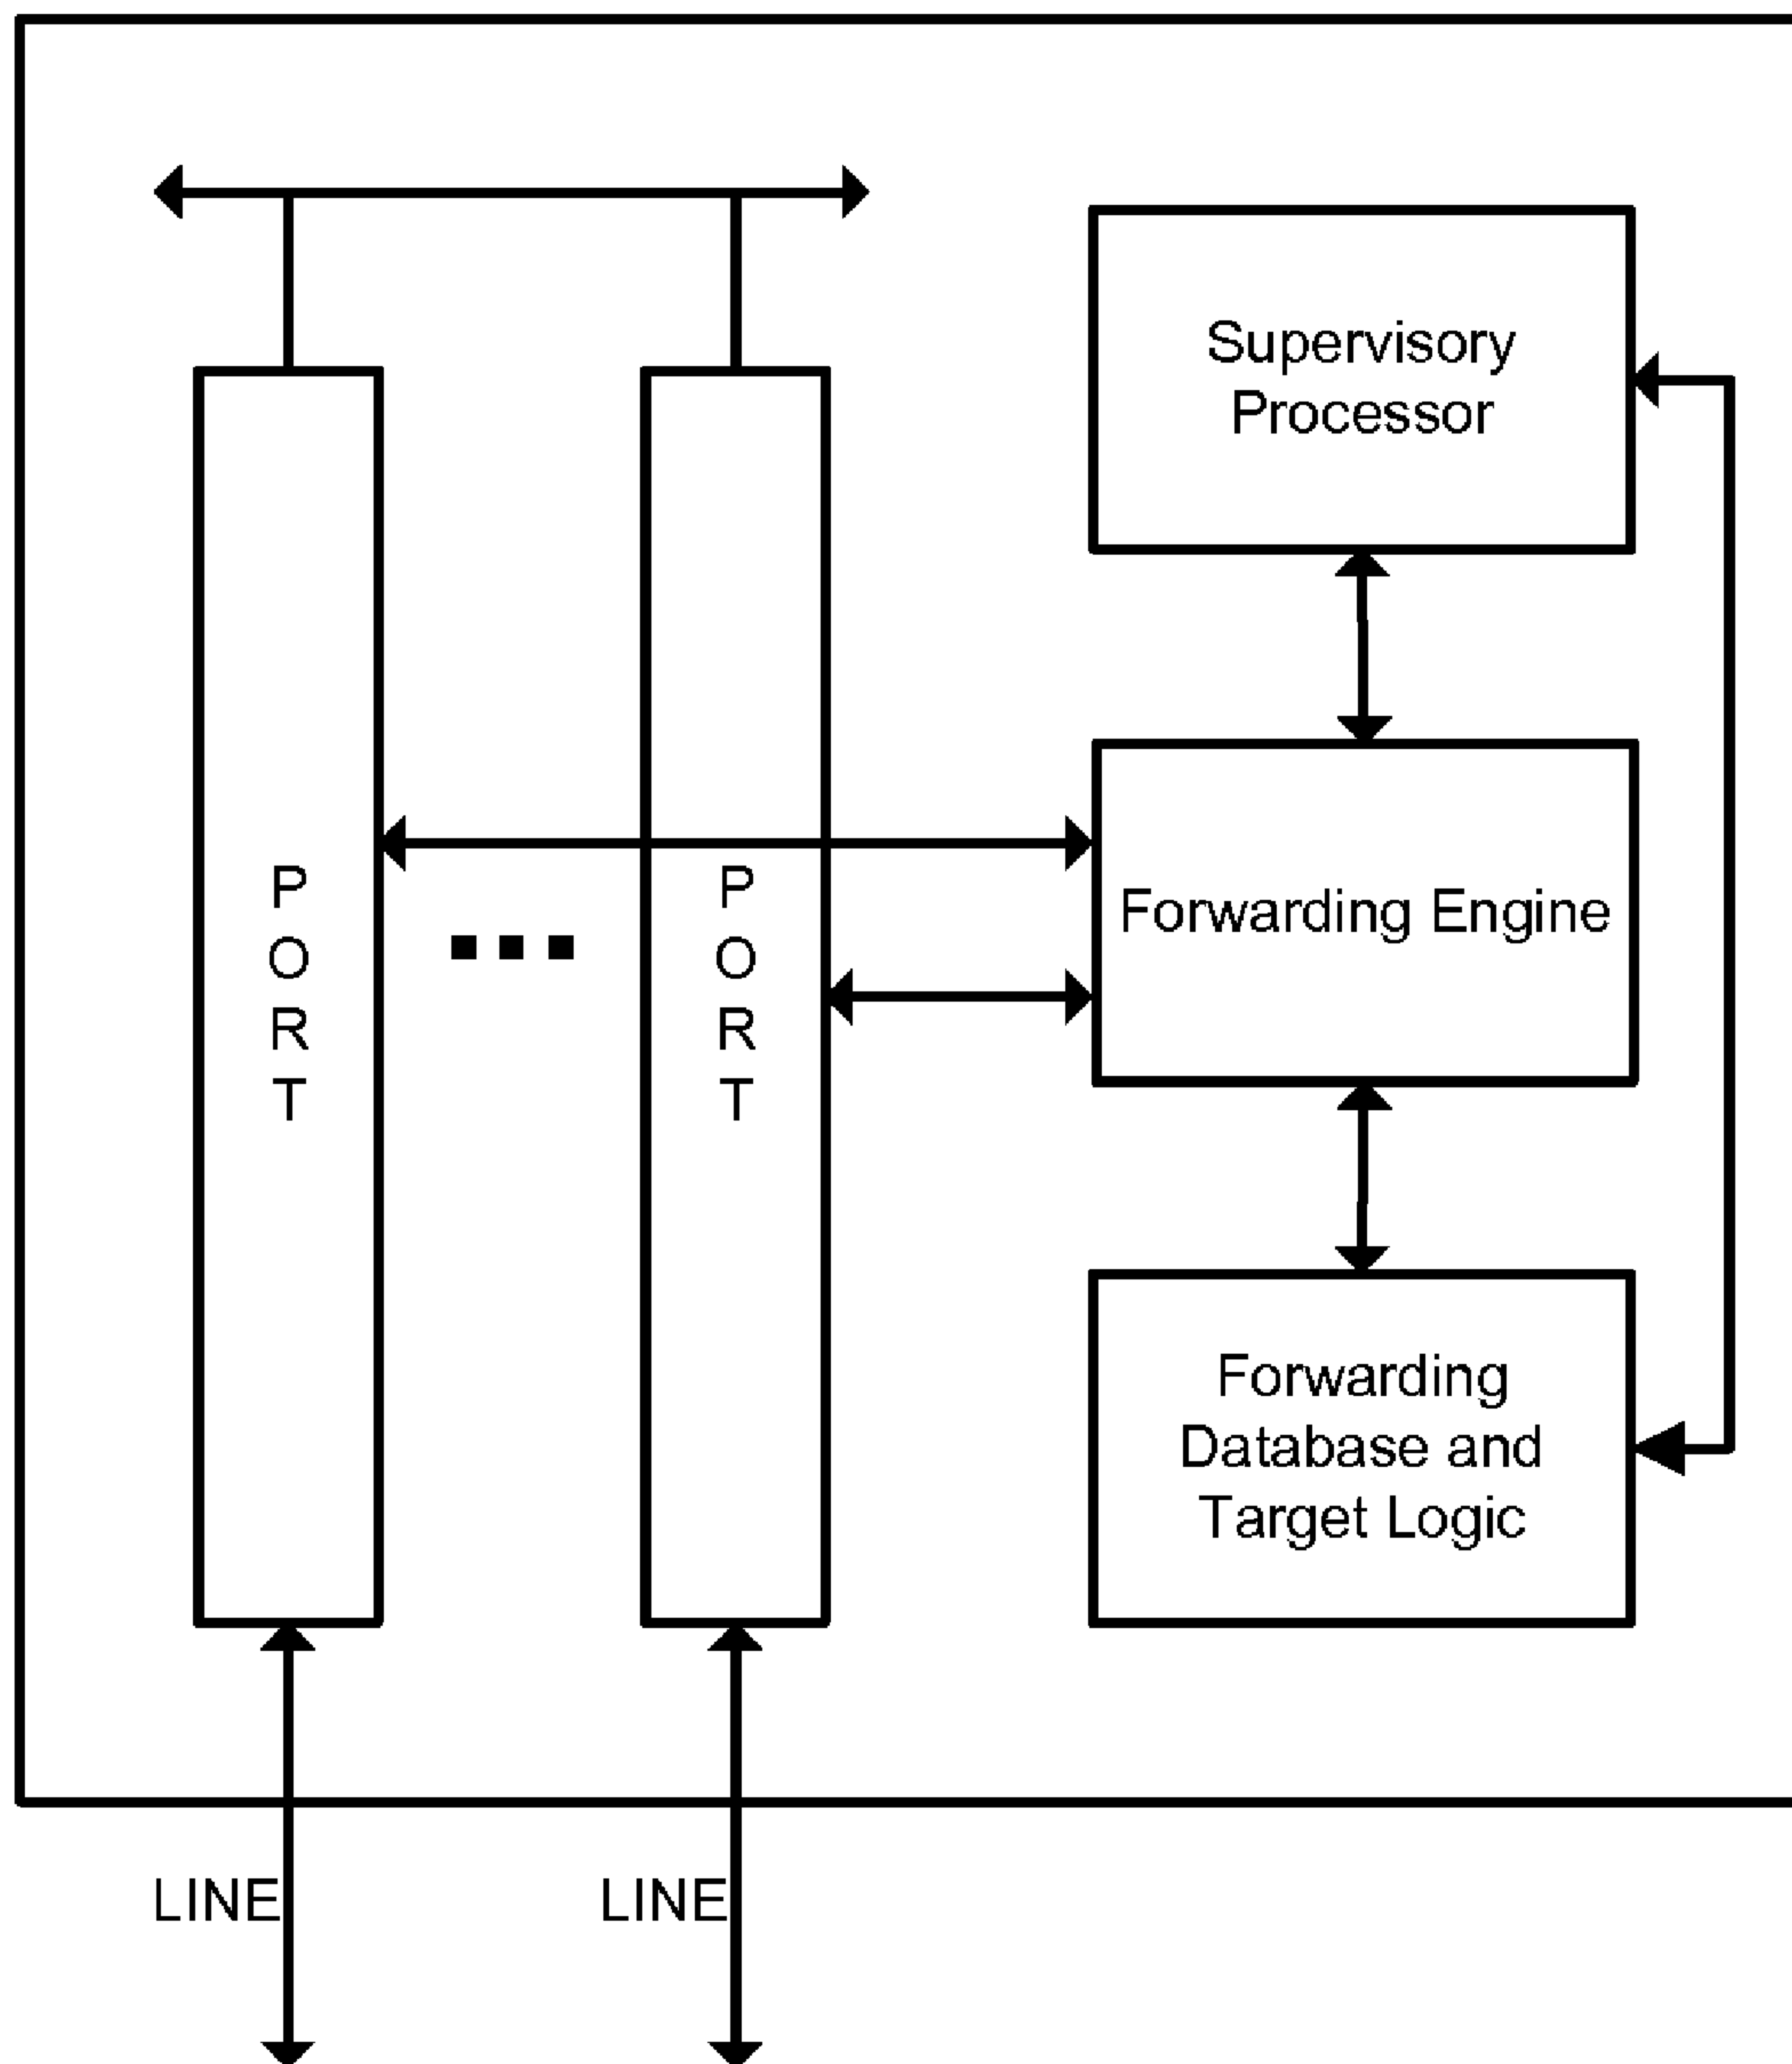 Supervisory
Processor
P
O
R
T
P
O
R
T
Forwarding Engine
Forwarding
Database and
Target Logic
LINE
LINE